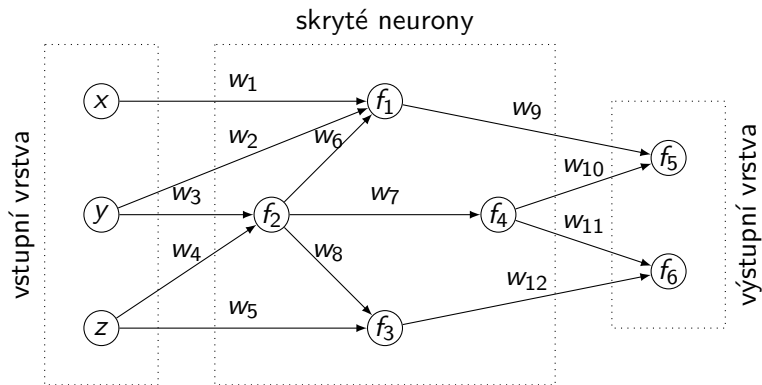 skryté neurony
vstupní vrstva
x
y
z
w1
w2
w3
w4
w5
w6
w7
w8
f1
f2
f3
f4
w9
w10
w11
w12
f5
f6
výstupní vrstva